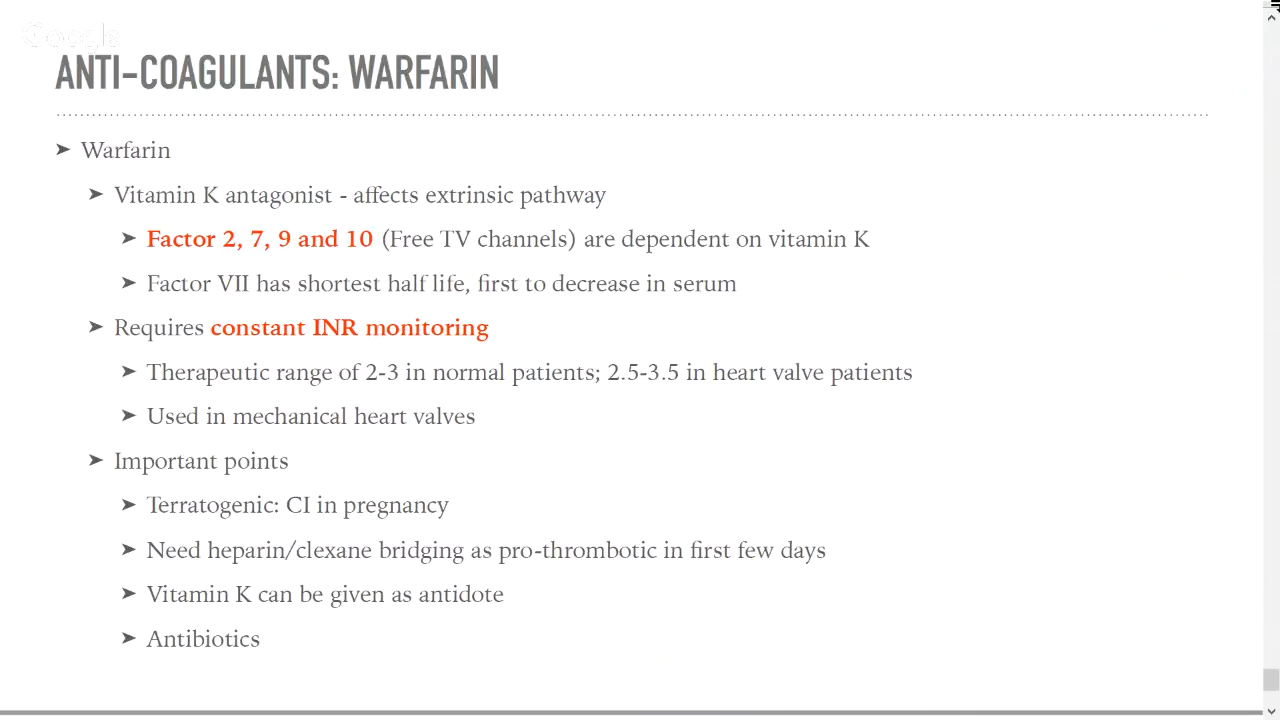 ANTI-COAGULANTS: WARFARIN
➤ Warfarin
➤ Vitamin K antagonist - affects extrinsic pathway
➤ Factor 2, 7, 9 and 10 (Free TV channels) are dependent on vitamin K
➤ Factor VII has shortest half life, first to decrease in serum
➤ Requires constant INR monitoring
➤ Therapeutic range of 2-3 in normal patients; 2.5-3.5 in heart valve patients
➤ Used in mechanical heart valves
➤ Important points
➤ Terratogenic: CI in pregnancy
➤ Need heparin/clexane bridging as pro-thrombotic in first few days
➤ Vitamin K can be given as antidote
➤ Antibiotics